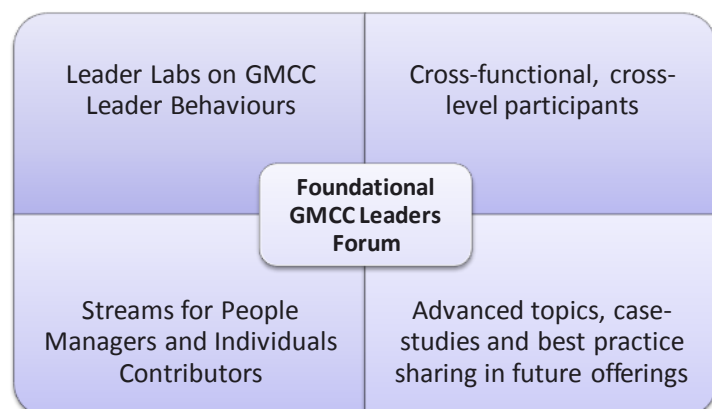 Leader Labs on GMCC
Leader Behaviours
Cross-functional, cross-
level participants
Foundational
GMCC Leaders
Forum
Streams for People
Managers and Individuals
Contributors
Advanced topics, case-
studies and best practice
sharing in future offerings